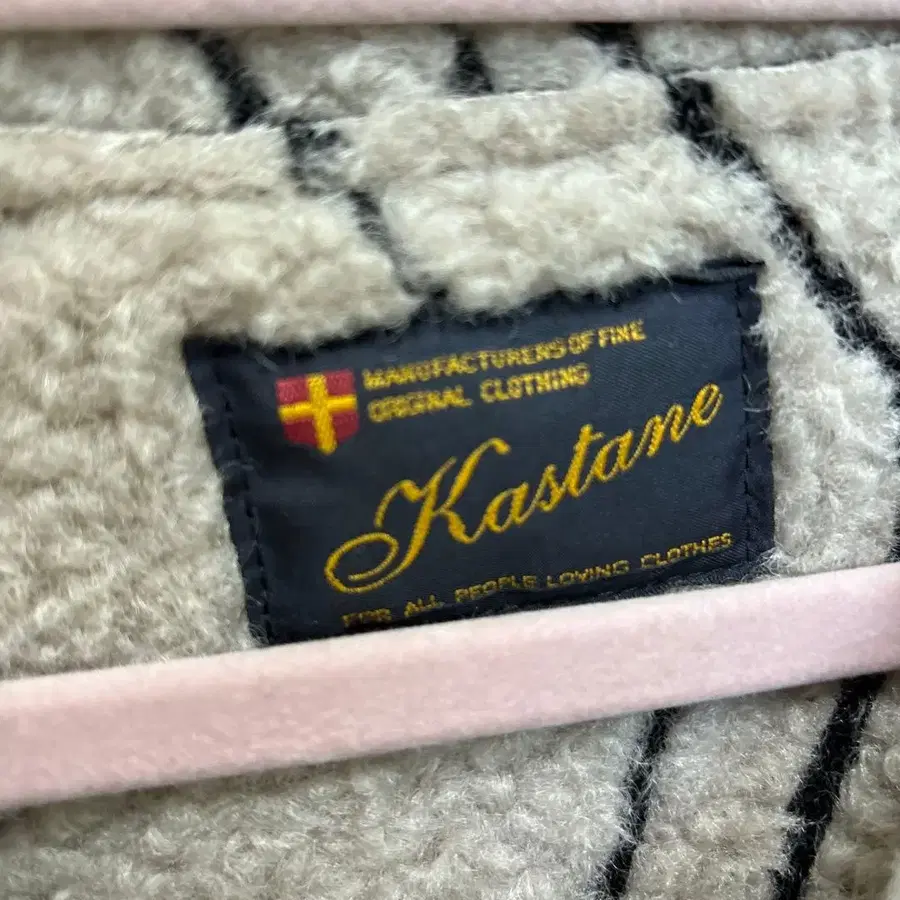 MANUFACTURERS OF FINE
ORIGINAL CLOTHING
Kastane
FOR ALL PEOPLE LOVING CLOTHES